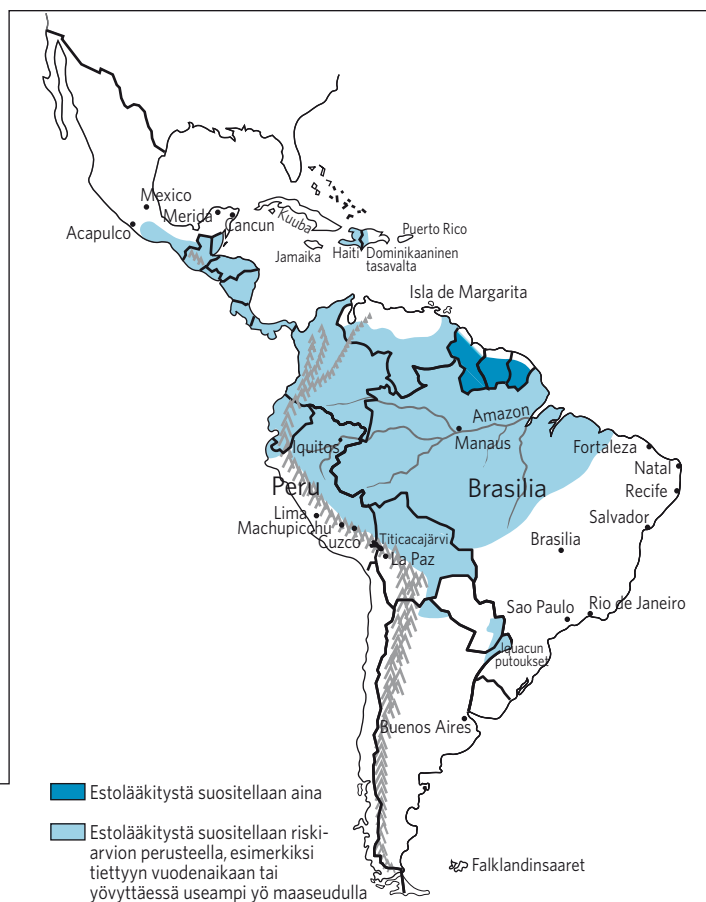 Mexico
Merida
Cancun
Acapulco
Kuuba
Puerto Rico
Jamaika
Haiti
Dominikaaninen
tasavalta
Isla de Margarita
Amazon
Iquitos
Manaus
Fortaleza
Natal
Peru
Brasilia
Recife
Lima
Salvador
Machupicchu
Cuzco
Titicacajärvi
Brasilia
La Paz
Sao Paulo
Rio de Janeiro
Iguacun
putoukset
Buenos Aires
Estolääkitystä suositellaan aina
Estolääkitystä suositellaan riski-
arvion perusteella, esimerkiksi
tiettyyn vuodenaikaan tai
yövyttäessä useampi yö maaseudulla
Falklandinsaaret